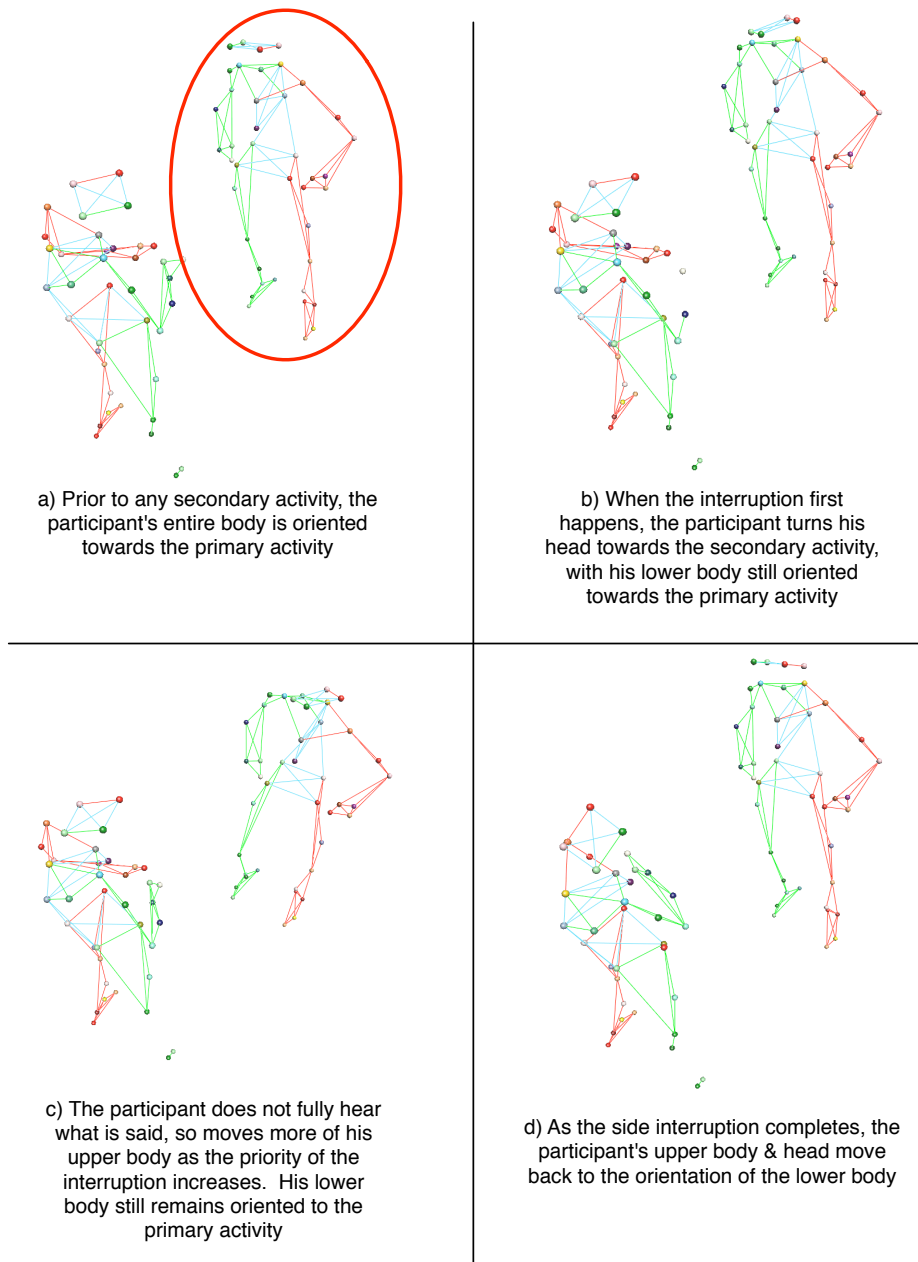 a) Prior to any secondary activity, the
participant's entire body is oriented
towards the primary activity
b) When the interruption first
happens, the participant turns his
head towards the secondary activity,
with his lower body still oriented
towards the primary activity
c) The participant does not fully hear
what is said, so moves more of his
upper body as the priority of the
interruption increases.  His lower
body still remains oriented to the
primary activity
d) As the side interruption completes, the
participant's upper body & head move
back to the orientation of the lower body